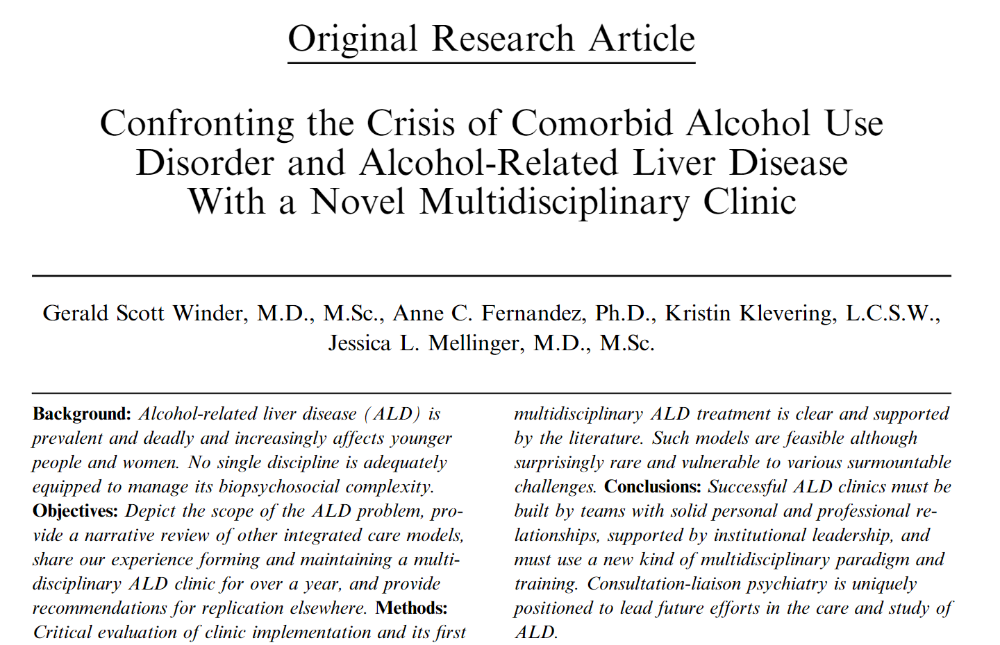 Original Research Article
Confronting the Crisis of Comorbid Alcohol Use
Disorder and Alcohol-Related Liver Disease
With a Novel Multidisciplinary Clinic
Gerald Scott Winder, M.D., M.Sc., Anne C. Fernandez, Ph.D., Kristin Klevering, L.C.S.W.,
Jessica L. Mellinger, M.D., M.Sc.
Background: Alcohol-related liver disease (ALD) is
prevalent and deadly and increasingly affects younger
people and women. No single discipline is adequately
equipped to manage its biopsychosocial complexity.
Objectives: Depict the scope of the ALD problem, pro-
vide a narrative review of other integrated care models,
share our experience forming and maintaining a multi-
disciplinary ALD clinic for over a year, and provide
recommendations for replication elsewhere. Methods:
Critical evaluation of clinic implementation and its first
multidisciplinary ALD treatment is clear and supported
by the literature. Such models are feasible although
surprisingly rare and vulnerable to various surmountable
challenges. Conclusions: Successful ALD clinics must be
built by teams with solid personal and professional re-
lationships, supported by institutional leadership, and
must use a new kind of multidisciplinary paradigm and
training. Consultation-liaison psychiatry is uniquely
positioned to lead future efforts in the care and study of
ALD.